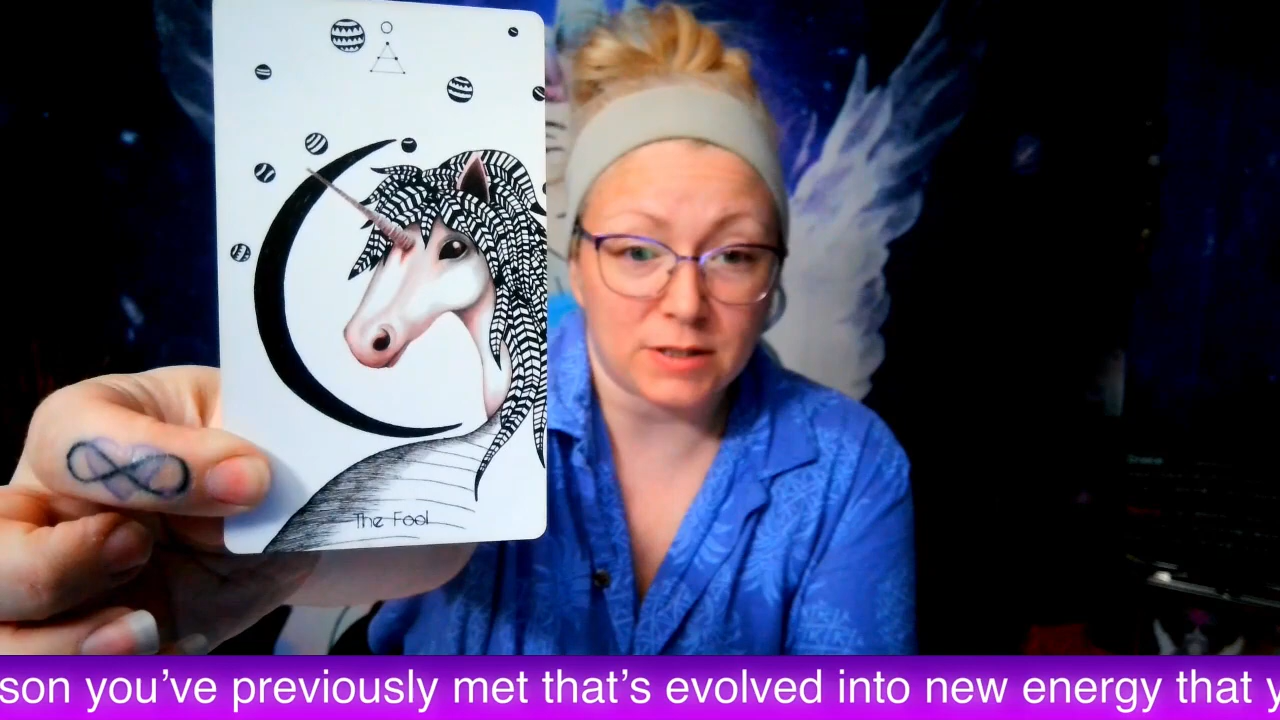 The Fool
son you’ve previously met that’s evolved into new energy that y